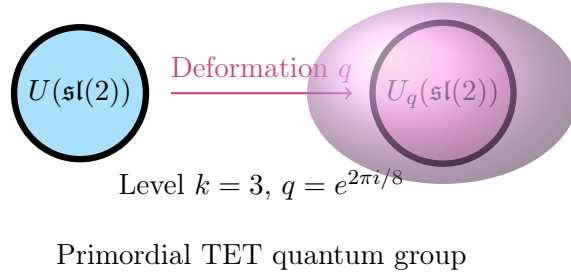 Deformation q
U(𝔰𝔩(2))
U_q(𝔰𝔩(2))
Level k = 3, q = e^{2πi/8}
Primordial TET quantum group